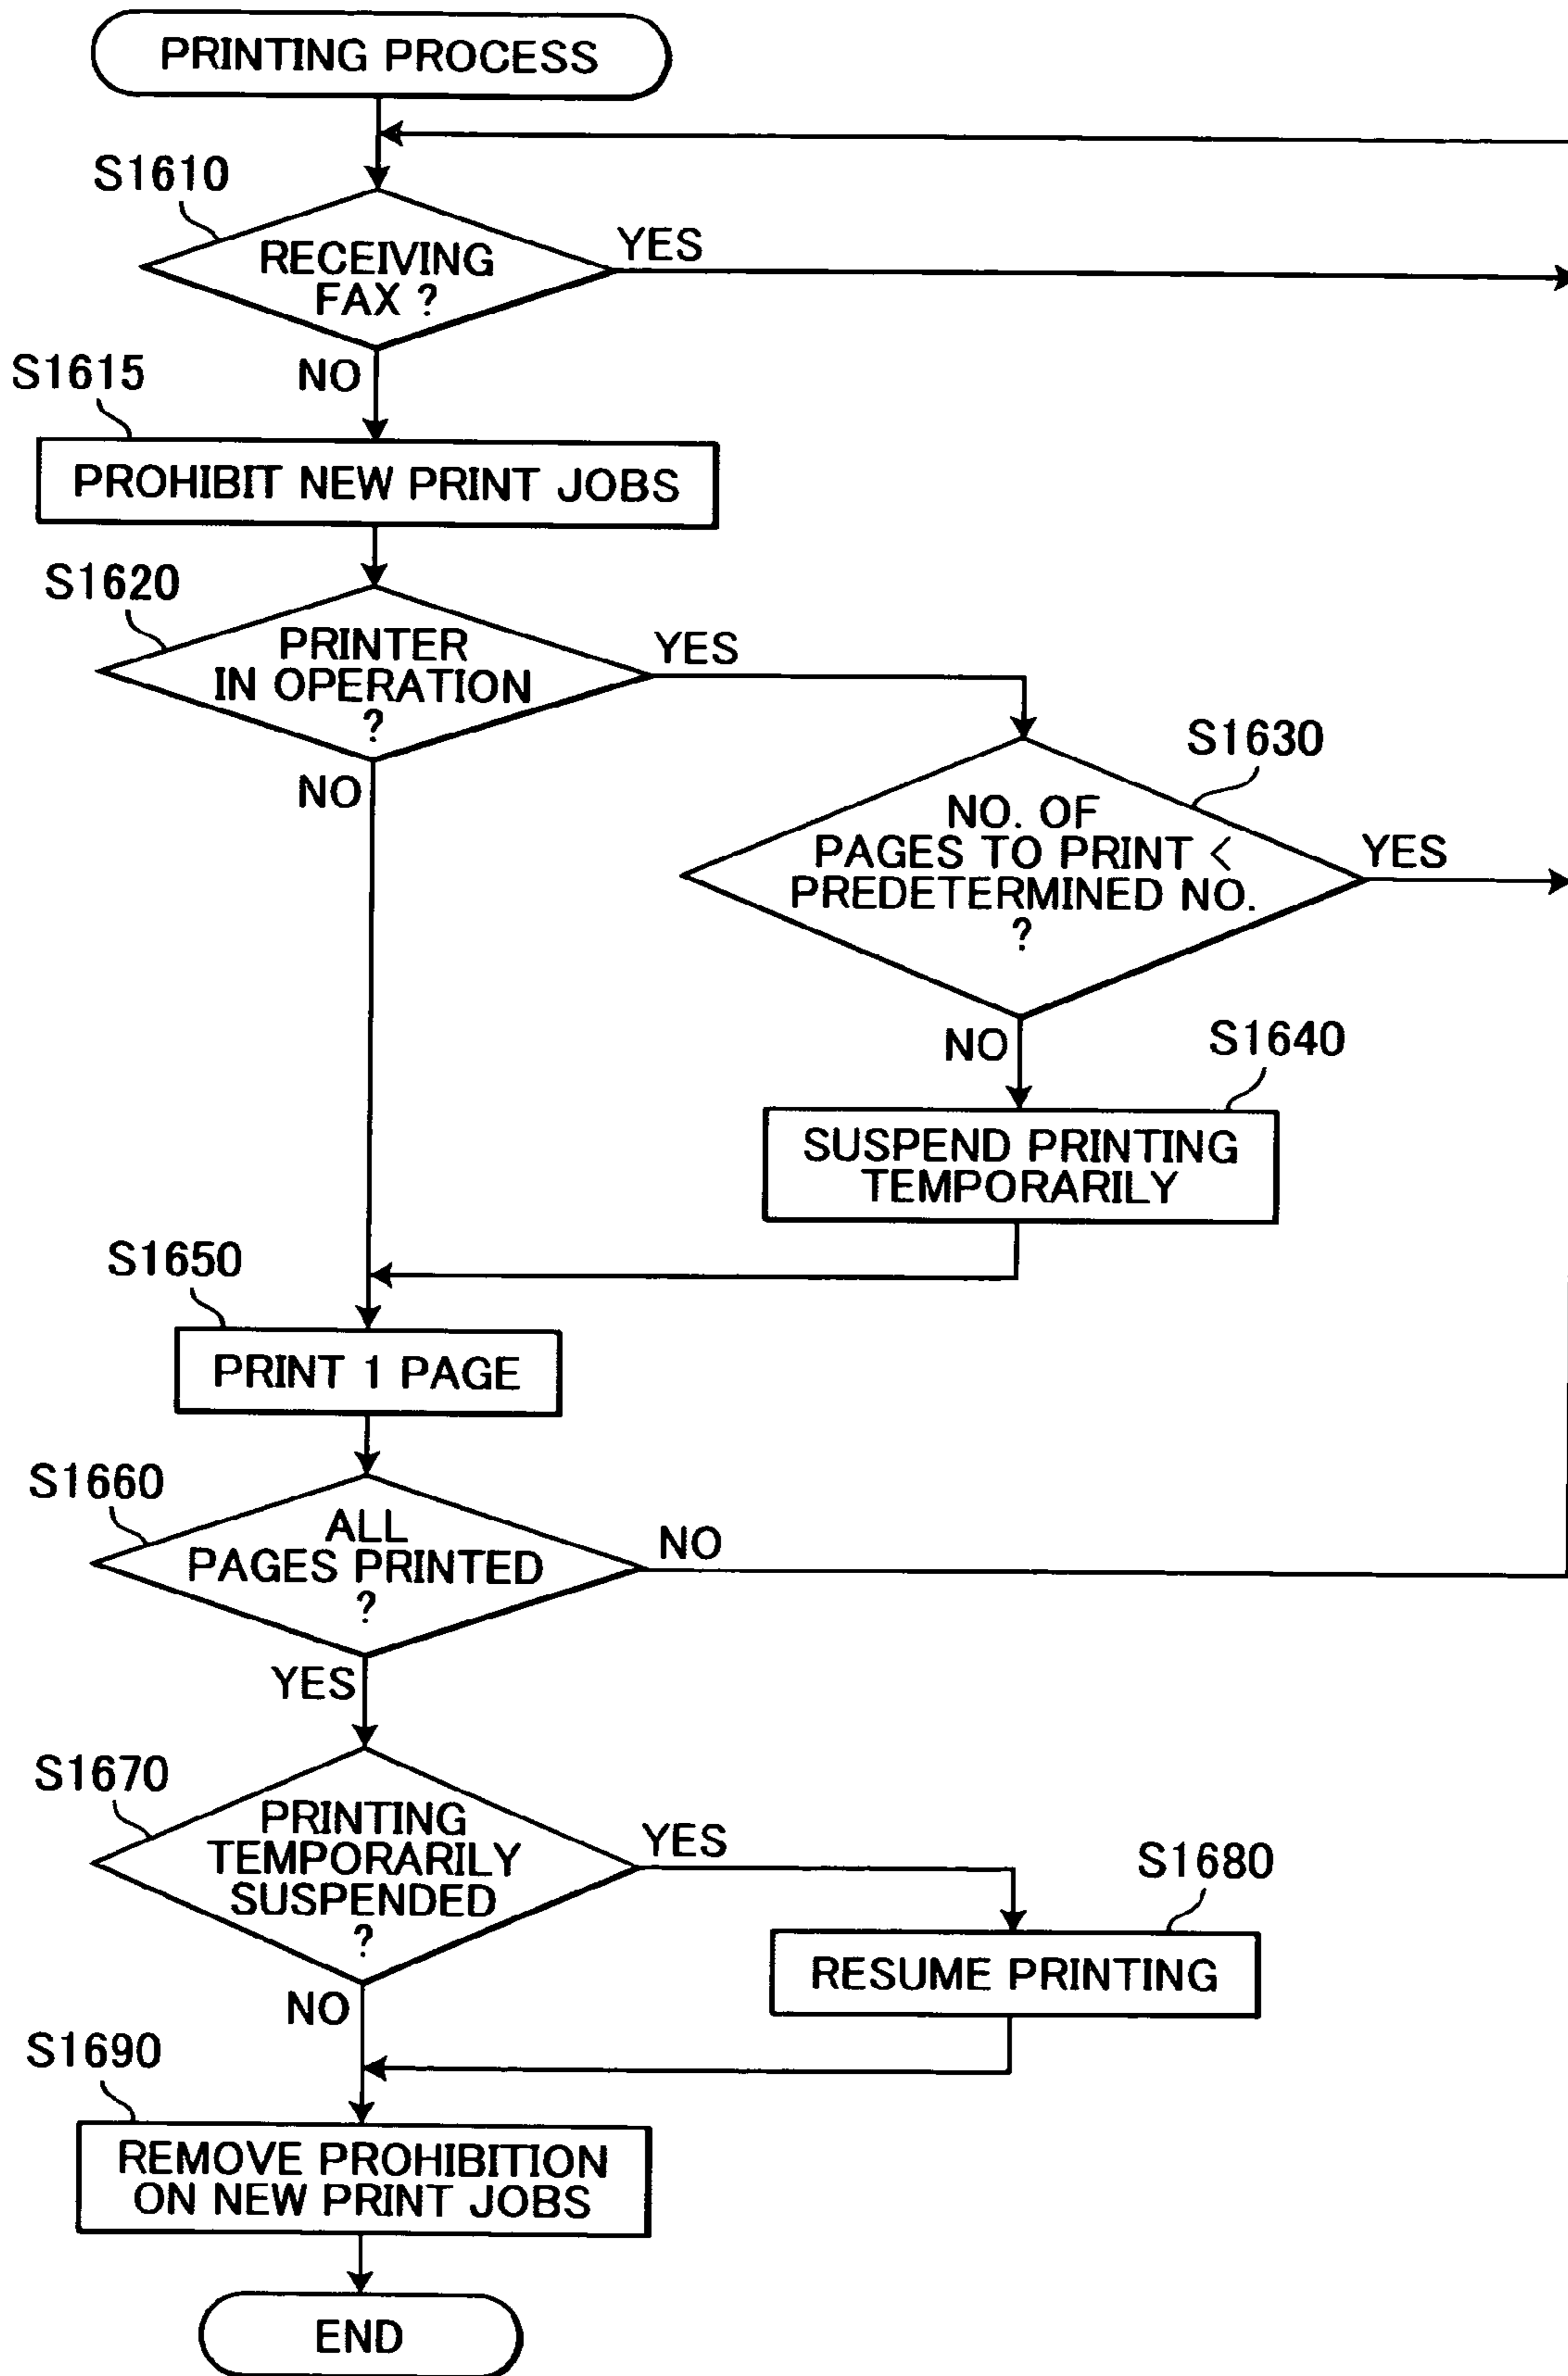 PRINTING PROCESS
S1610
RECEIVING
FAX ?
YES
NO
S1615
PROHIBIT NEW PRINT JOBS
S1620
PRINTER
IN OPERATION
?
YES
NO
S1630
NO. OF
PAGES TO PRINT <
PREDETERMINED NO.
?
YES
NO
S1640
SUSPEND PRINTING
TEMPORARILY
S1650
PRINT 1 PAGE
S1660
ALL
PAGES PRINTED
?
NO
YES
S1670
PRINTING
TEMPORARILY
SUSPENDED
?
YES
S1680
RESUME PRINTING
NO
S1690
REMOVE PROHIBITION
ON NEW PRINT JOBS
END